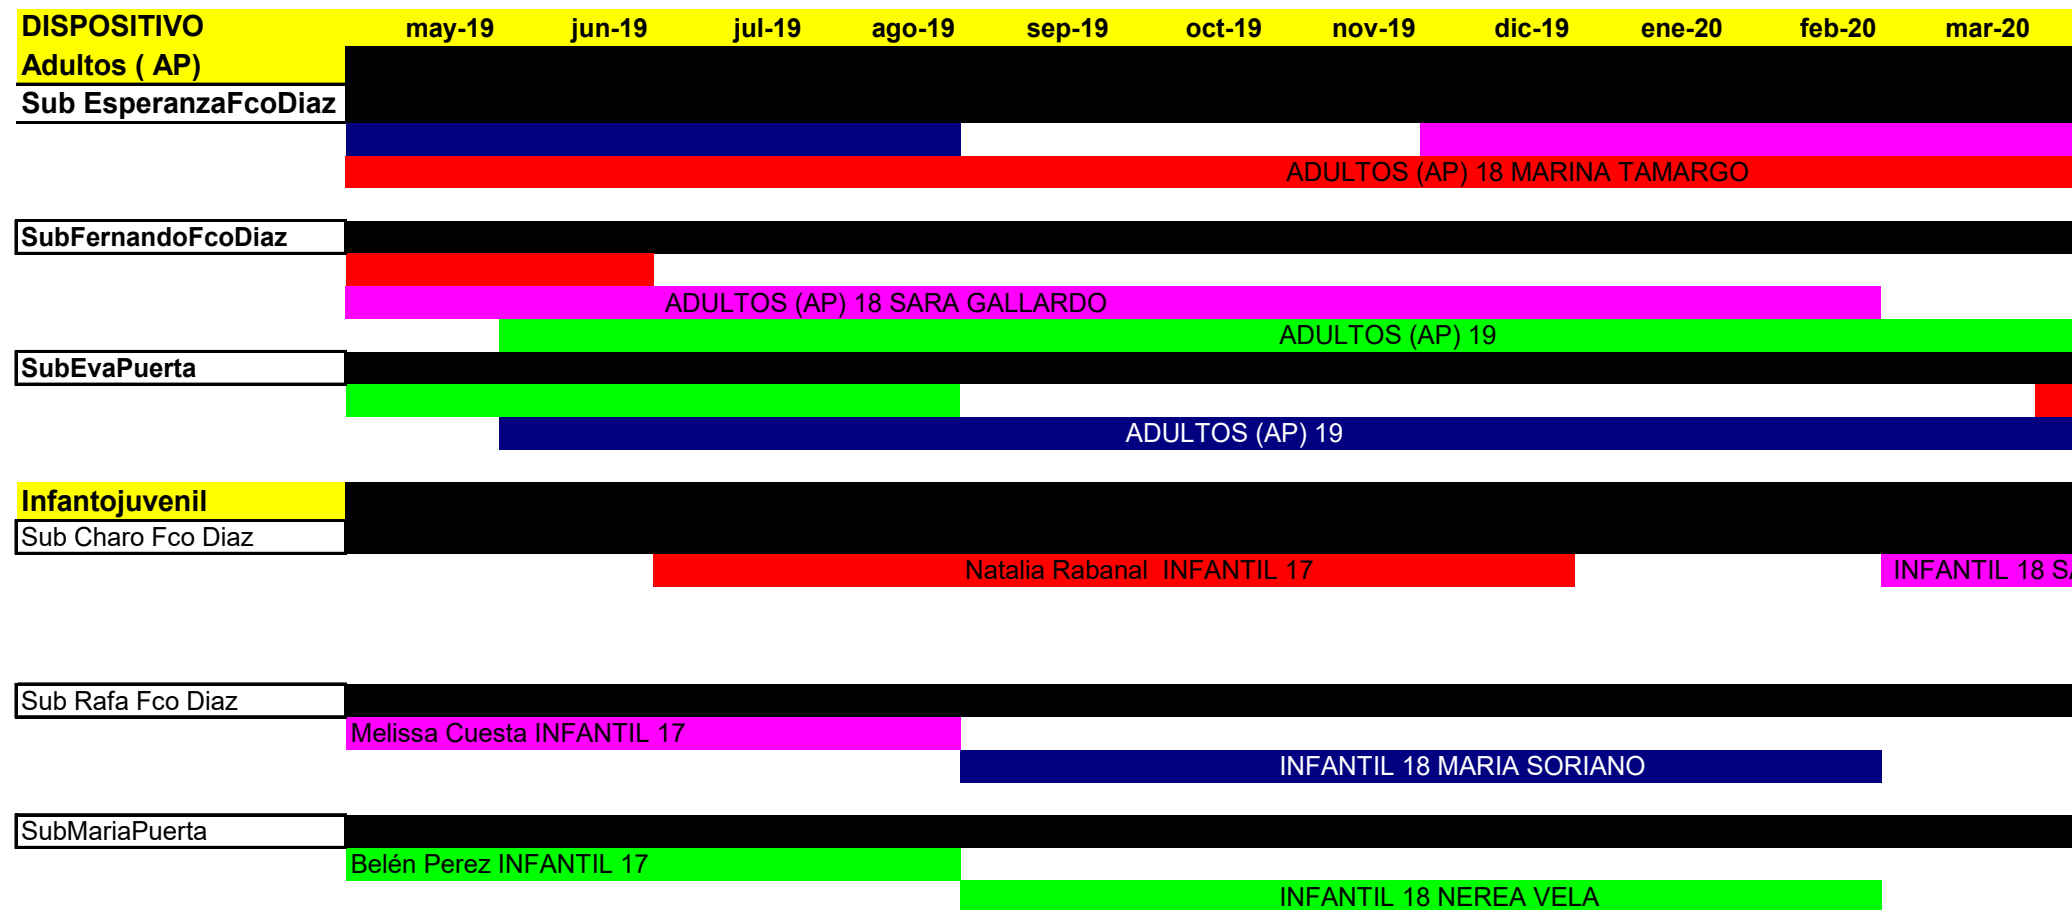 DISPOSITIVO may-19 jun-19 jul-19 ago-19 sep-19 oct-19 nov-19 dic-19 ene-20 feb-20 mar-20
Adultos ( AP)
Sub EsperanzaFcoDiaz
ADULTOS (AP) 18 MARINA TAMARGO
SubFernandoFcoDiaz
ADULTOS (AP) 18 SARA GALLARDO
ADULTOS (AP) 19
SubEvaPuerta
ADULTOS (AP) 19
Infantojuvenil
Sub Charo Fco Diaz
Natalia Rabanal  INFANTIL 17 INFANTIL 18
Sub Rafa Fco Diaz
Melissa Cuesta INFANTIL 17
INFANTIL 18 MARIA SORIANO
SubMariaPuerta
Belén Perez INFANTIL 17
INFANTIL 18 NEREA VELA